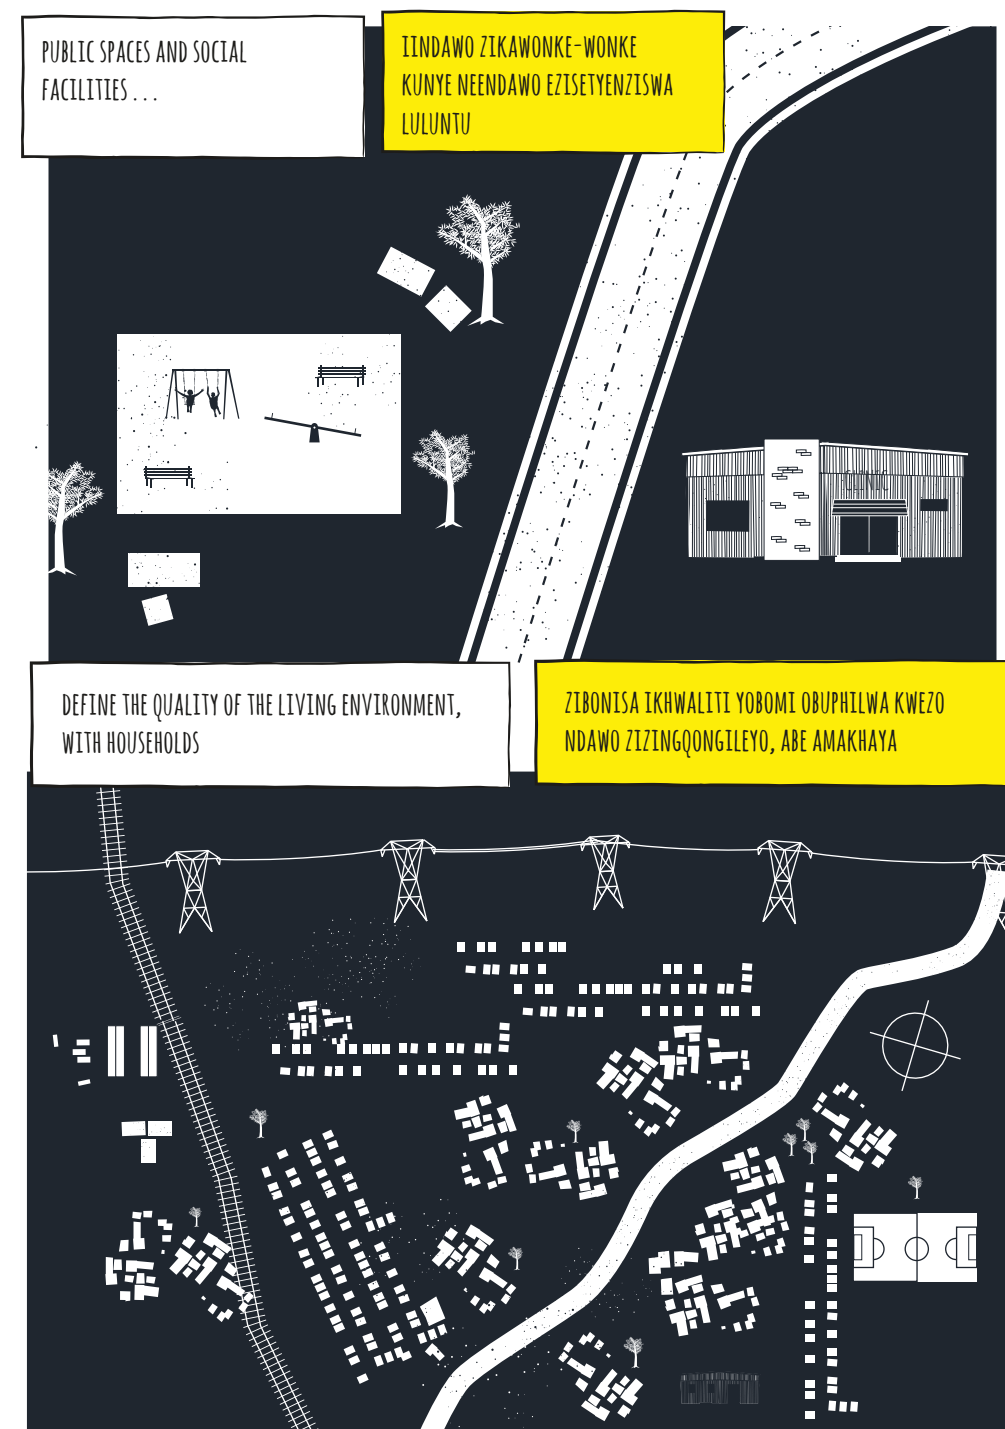 PUBLIC SPACES AND SOCIAL
FACILITIES . . .
IINDAWO ZIKAWONKE-WONKE
KUNYE NEENDAWO EZISETYENZISWA
LULUNTU
CLINIC
DEFINE THE QUALITY OF THE LIVING ENVIRONMENT,
WITH HOUSEHOLDS
ZIBONISA IKHWALITI YOBOMI OBUPHILWA KWEZO
NDAWO ZIZINGQONGILEYO, ABE AMAKHAYA